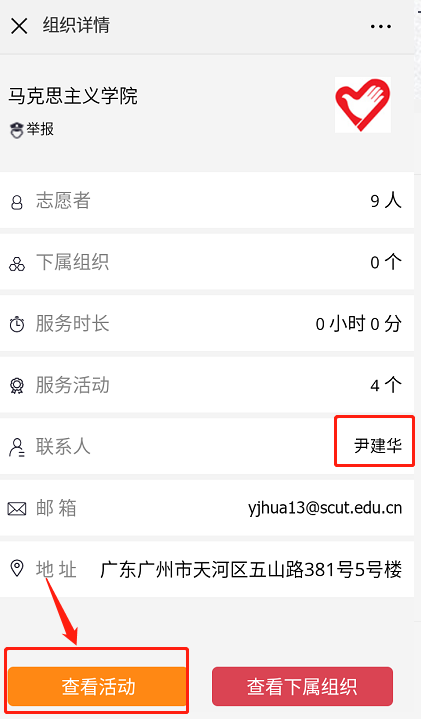 组织详情
马克思主义学院
举报
志愿者 9 人
下属组织 0 个
服务时长 0 小时 0 分
服务活动 4 个
联系人 尹建华
邮 箱 yjhua13@scut.edu.cn
地 址 广东广州市天河区五山路381号5号楼
查看活动 查看下属组织